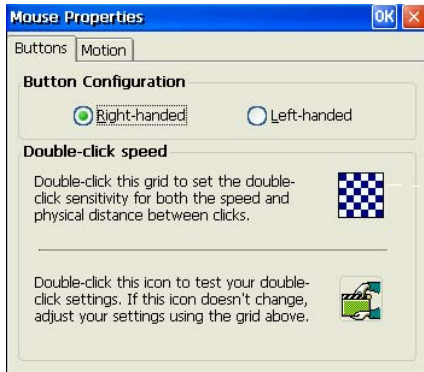 Mouse Properties OK
Buttons Motion
Button Configuration
Right-handed Left-handed
Double-click speed
Double-click this grid to set the double-
click sensitivity for both the speed and
physical distance between clicks.
Double-click this icon to test your double-
click settings. If this icon doesn't change,
adjust your settings using the grid above.